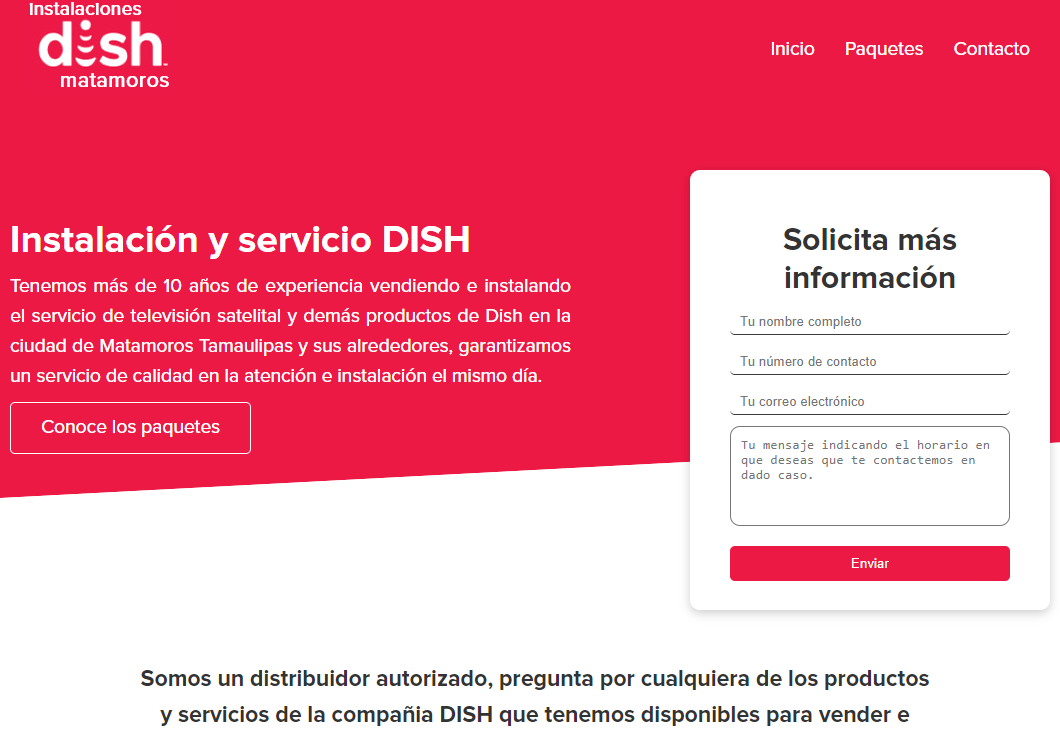 Instalaciones
dish
matamoros
Inicio Paquetes Contacto
Instalación y servicio DISH
Tenemos más de 10 años de experiencia vendiendo e instalando
el servicio de televisión satelital y demás productos de Dish en la
ciudad de Matamoros Tamaulipas y sus alrededores, garantizamos
un servicio de calidad en la atención e instalación el mismo día.
Conoce los paquetes
Solicita más
información
Tu nombre completo
Tu número de contacto
Tu correo electrónico
Tu mensaje indicando el horario en
que deseas que te contactemos en
dado caso.
Enviar
Somos un distribuidor autorizado, pregunta por cualquiera de los productos
y servicios de la compañia DISH que tenemos disponibles para vender e